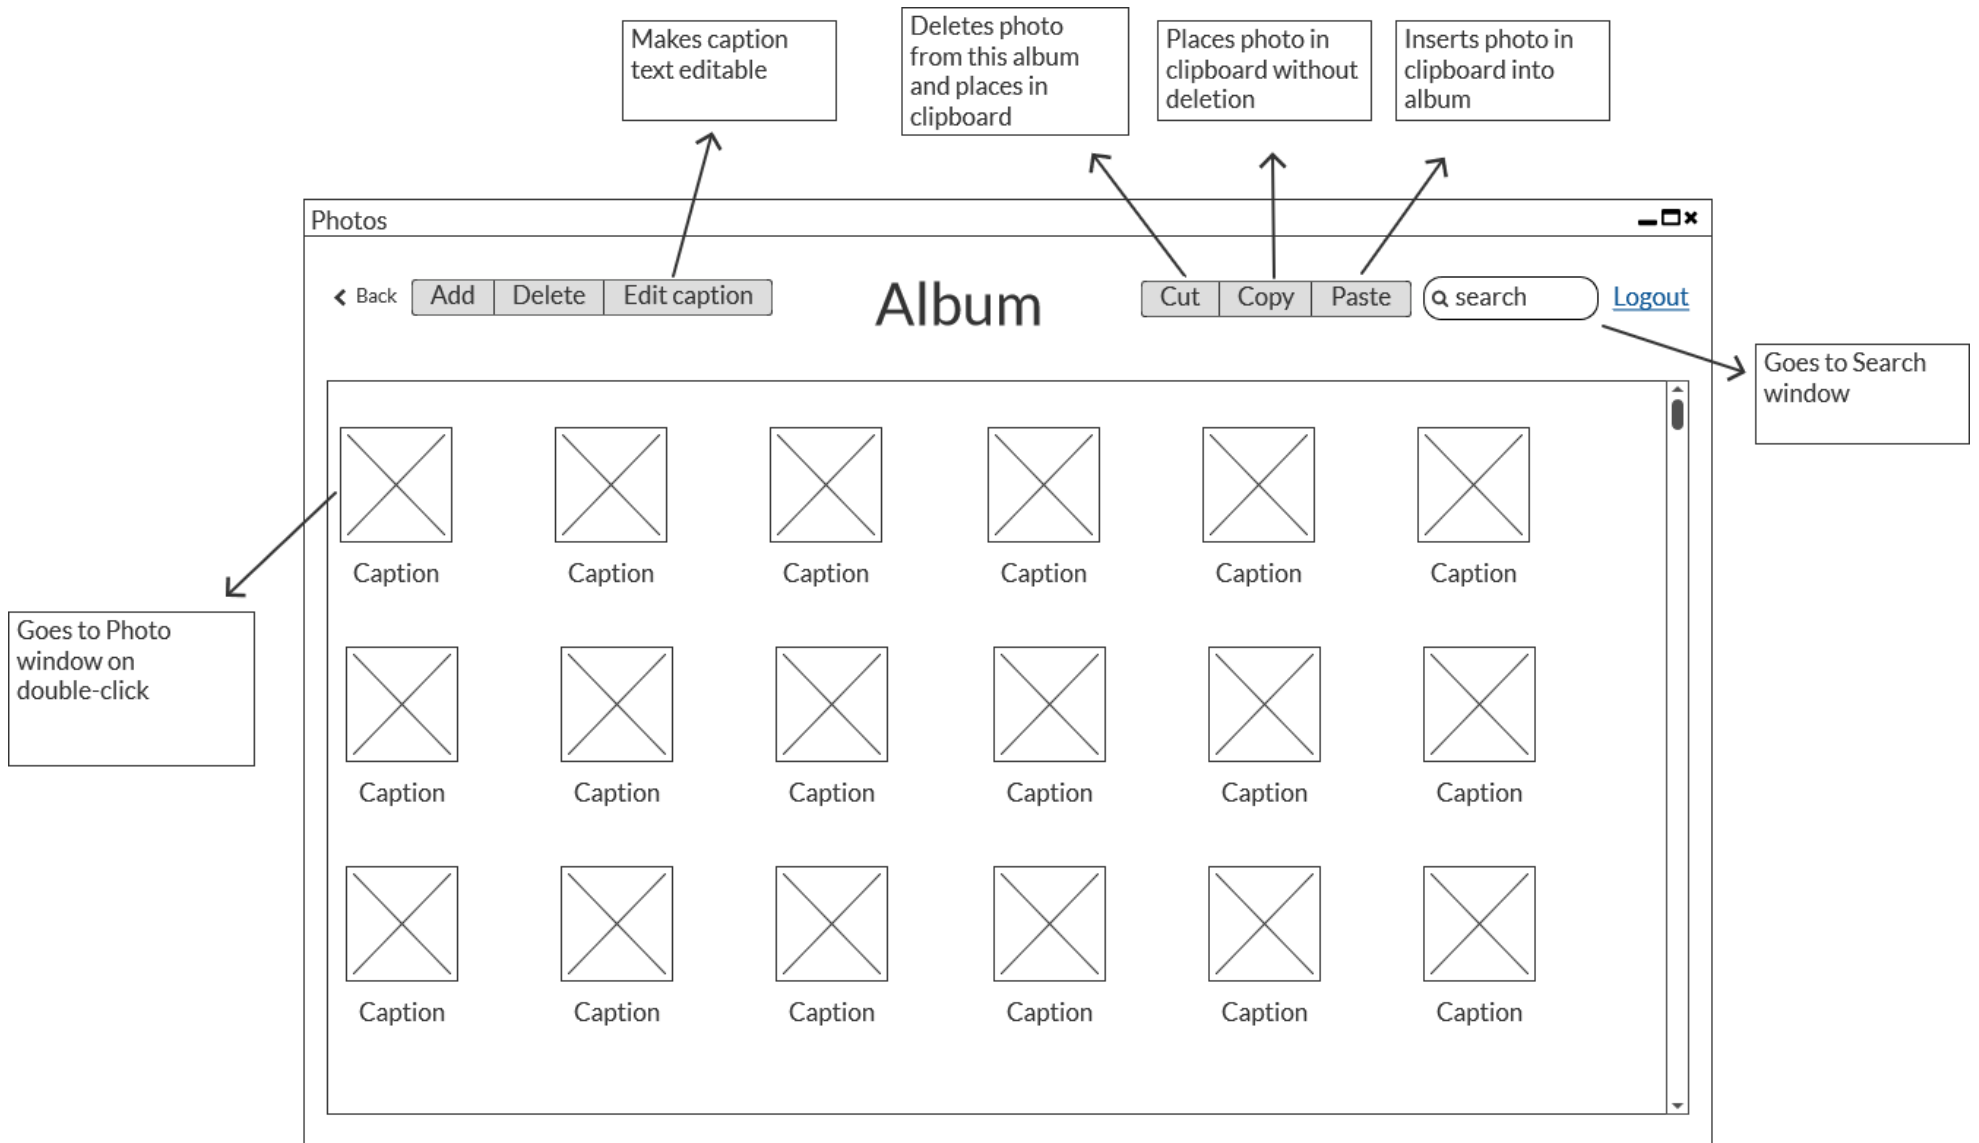 Makes caption
text editable
Deletes photo
from this album
and places in
clipboard
Places photo in
clipboard without
deletion
Inserts photo in
clipboard into
album
Photos
Back Add Delete Edit caption Album Cut Copy Paste search Logout
Goes to Search
window
Caption Caption Caption Caption Caption Caption
Goes to Photo
window on
double-click
Caption Caption Caption Caption Caption Caption
Caption Caption Caption Caption Caption Caption